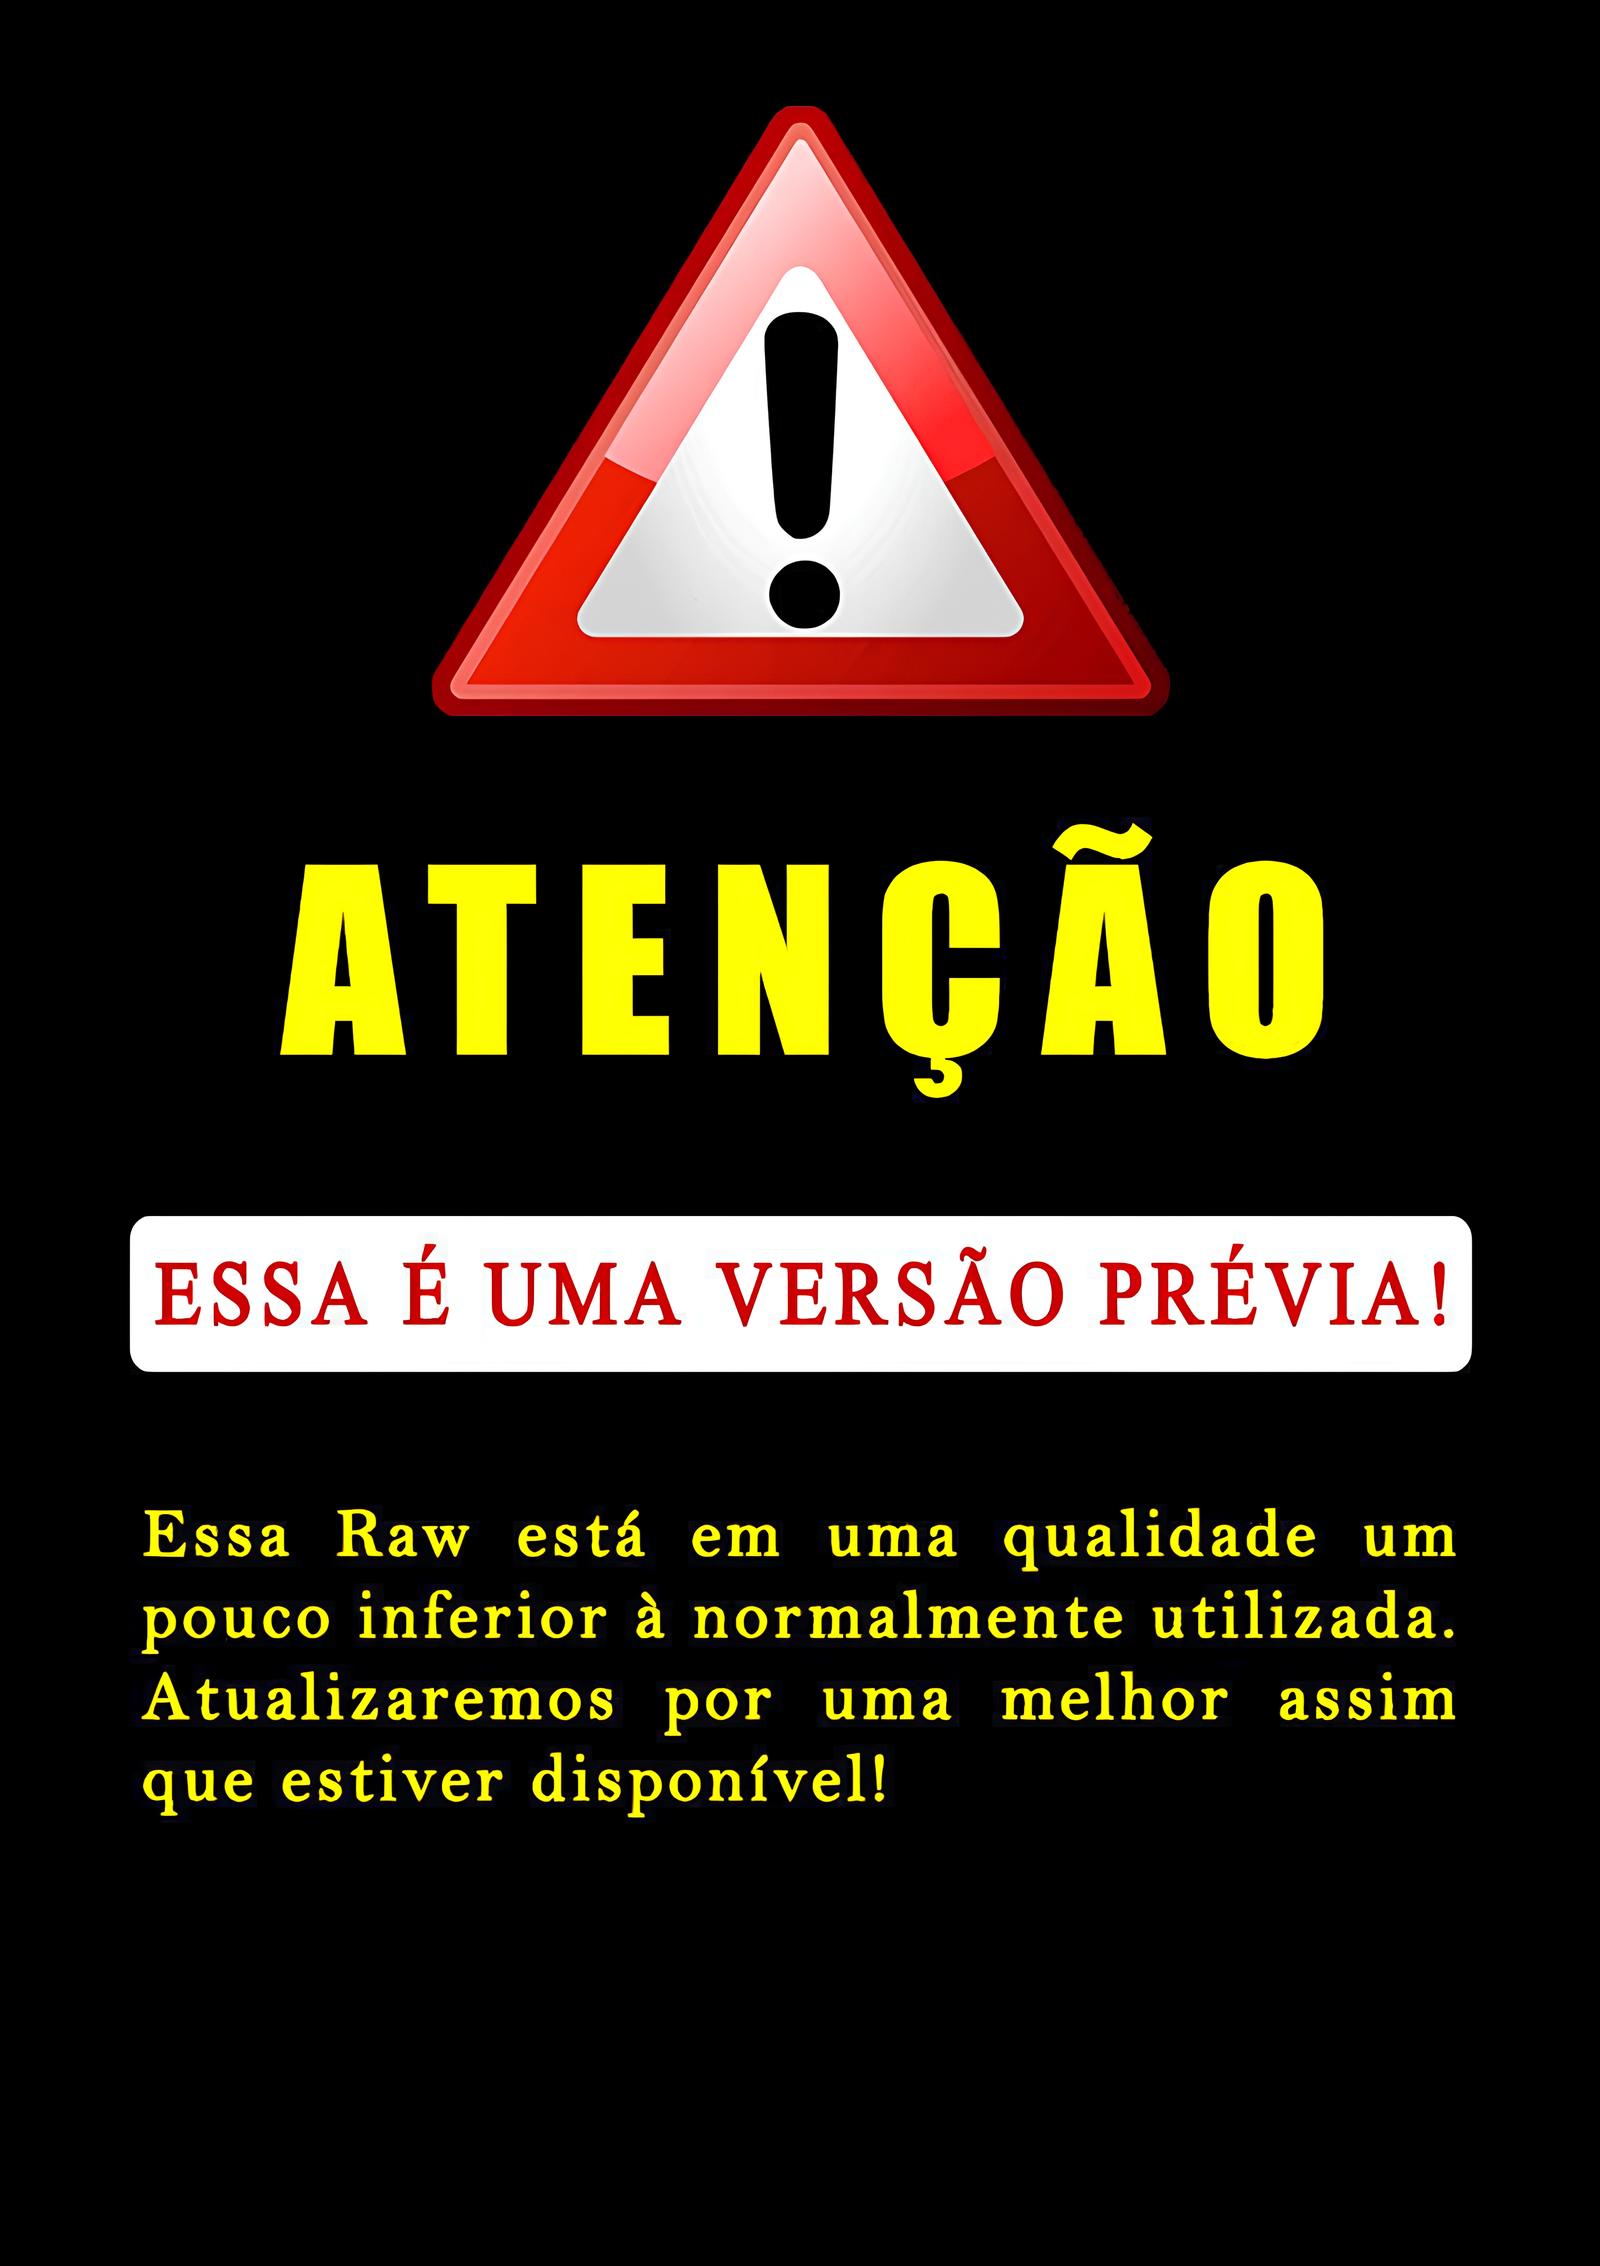 ATENÇÃO
ESSA É UMA VERSÃO PRÉVIA!
Essa Raw está em uma qualidade um
pouco inferior à normalmente utilizada.
Atualizaremos por uma melhor assim
que estiver disponível!